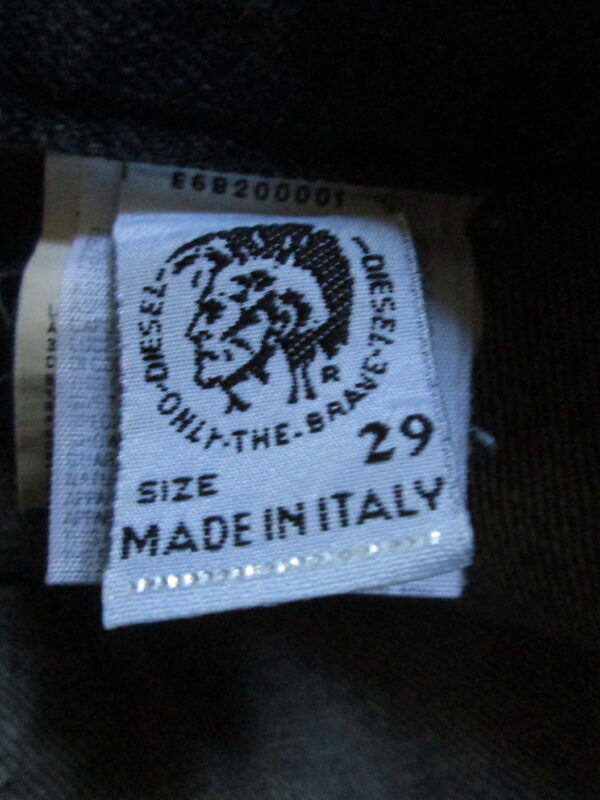 E6B200001
DIESEL-ONLY-THE-BRAVE-DIESEL
R
29
SIZE
MADE IN ITALY